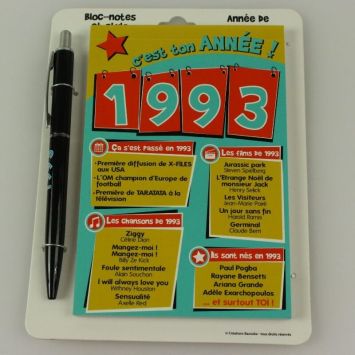 Bloc-notes
Année de
c'est ton ANNÉE !
1993
Ça s'est passé en 1993
• Première diffusion de X-FILES
aux USA
• L'OM champion d'Europe de
football
• Première de TARATATA à la
télévision
Les films de 1993
Jurassic park
Steven Spielberg
L'Etrange Noël de
monsieur Jack
Henry Selick
Les Visiteurs
Jean-Marie Poiré
Un jour sans fin
Harold Ramis
Germinal
Claude Berri
Les chansons de 1993
Ziggy
Céline Dion
Mangez-moi !
Mangez-moi !
Billy Ze Kick
Foule sentimentale
Alain Souchon
I will always love you
Withney Houston
Sensualité
Axelle Red
Ils sont nés en 1993
Paul Pogba
Rayane Bensetti
Ariana Grande
Adèle Exarchopoulos
... et surtout TOI !